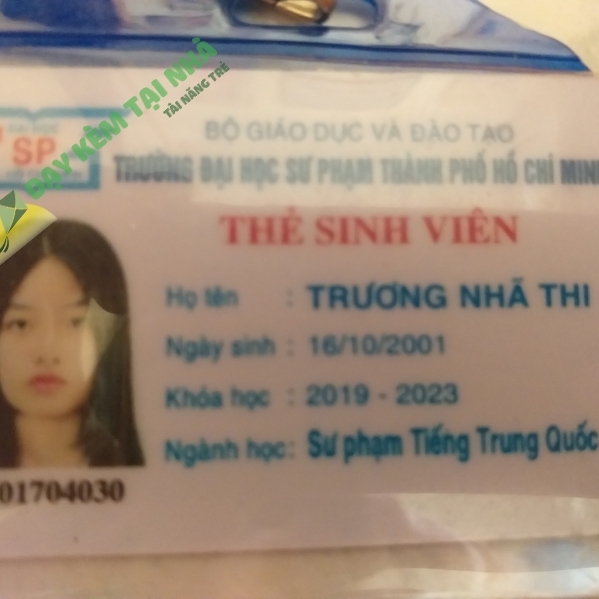 DẠY KÈM TẠI NHÀ
TÀI NĂNG TRẺ
SP
BỘ GIÁO DỤC VÀ ĐÀO TẠO
TRƯỜNG ĐẠI HỌC SƯ PHẠM THÀNH PHỐ HỒ CHÍ MINH
THẺ SINH VIÊN
Họ tên : TRƯƠNG NHÃ THI
Ngày sinh : 16/10/2001
Khóa học : 2019 - 2023
Ngành học: Sư phạm Tiếng Trung Quốc
01704030